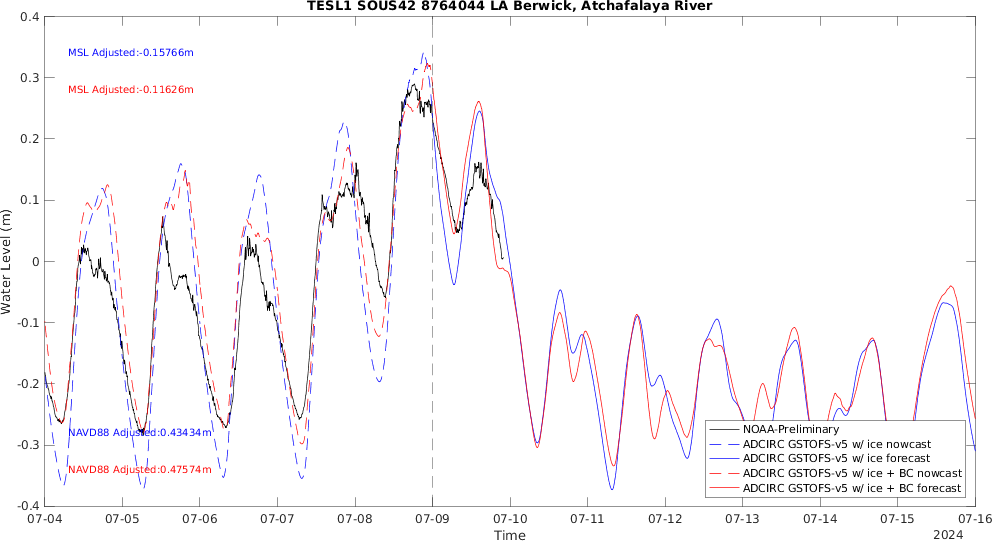 TESL1 SOUS42 8764044 LA Berwick, Atchafalaya River
0.4
0.3
0.2
0.1
0
-0.1
-0.2
-0.3
-0.4
Water Level (m)
MSL Adjusted:-0.15766m
MSL Adjusted:-0.11626m
NAVD88 Adjusted:0.43434m
NAVD88 Adjusted:0.47574m
NOAA-Preliminary
ADCIRC GSTOFS-v5 w/ ice nowcast
ADCIRC GSTOFS-v5 w/ ice forecast
ADCIRC GSTOFS-v5 w/ ice + BC nowcast
ADCIRC GSTOFS-v5 w/ ice + BC forecast
07-04 07-05 07-06 07-07 07-08 07-09 07-10 07-11 07-12 07-13 07-14 07-15 07-16
Time
2024